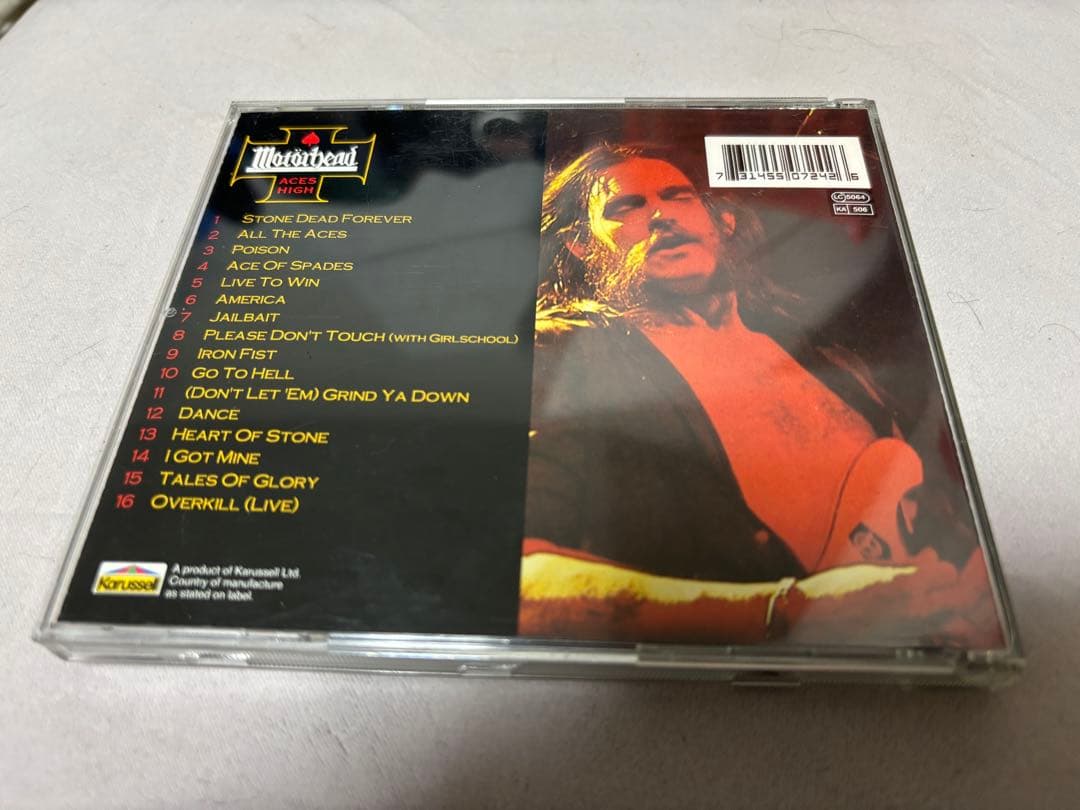 Motörhead
ACES
HIGH
1 STONE DEAD FOREVER
2 ALL THE ACES
3 POISON
4 ACE OF SPADES
5 LIVE TO WIN
6 AMERICA
7 JAILBAIT
8 PLEASE DON'T TOUCH (WITH GIRLSCHOOL)
9 IRON FIST
10 GO TO HELL
11 (DON'T LET 'EM) GRIND YA DOWN
12 DANCE
13 HEART OF STONE
14 I GOT MINE
15 TALES OF GLORY
16 OVERKILL (LIVE)
Karussell
A product of Karussell Ltd.
Country of manufacture
as stated on label.
7 31455 07242 6
LC 5064
KA 506